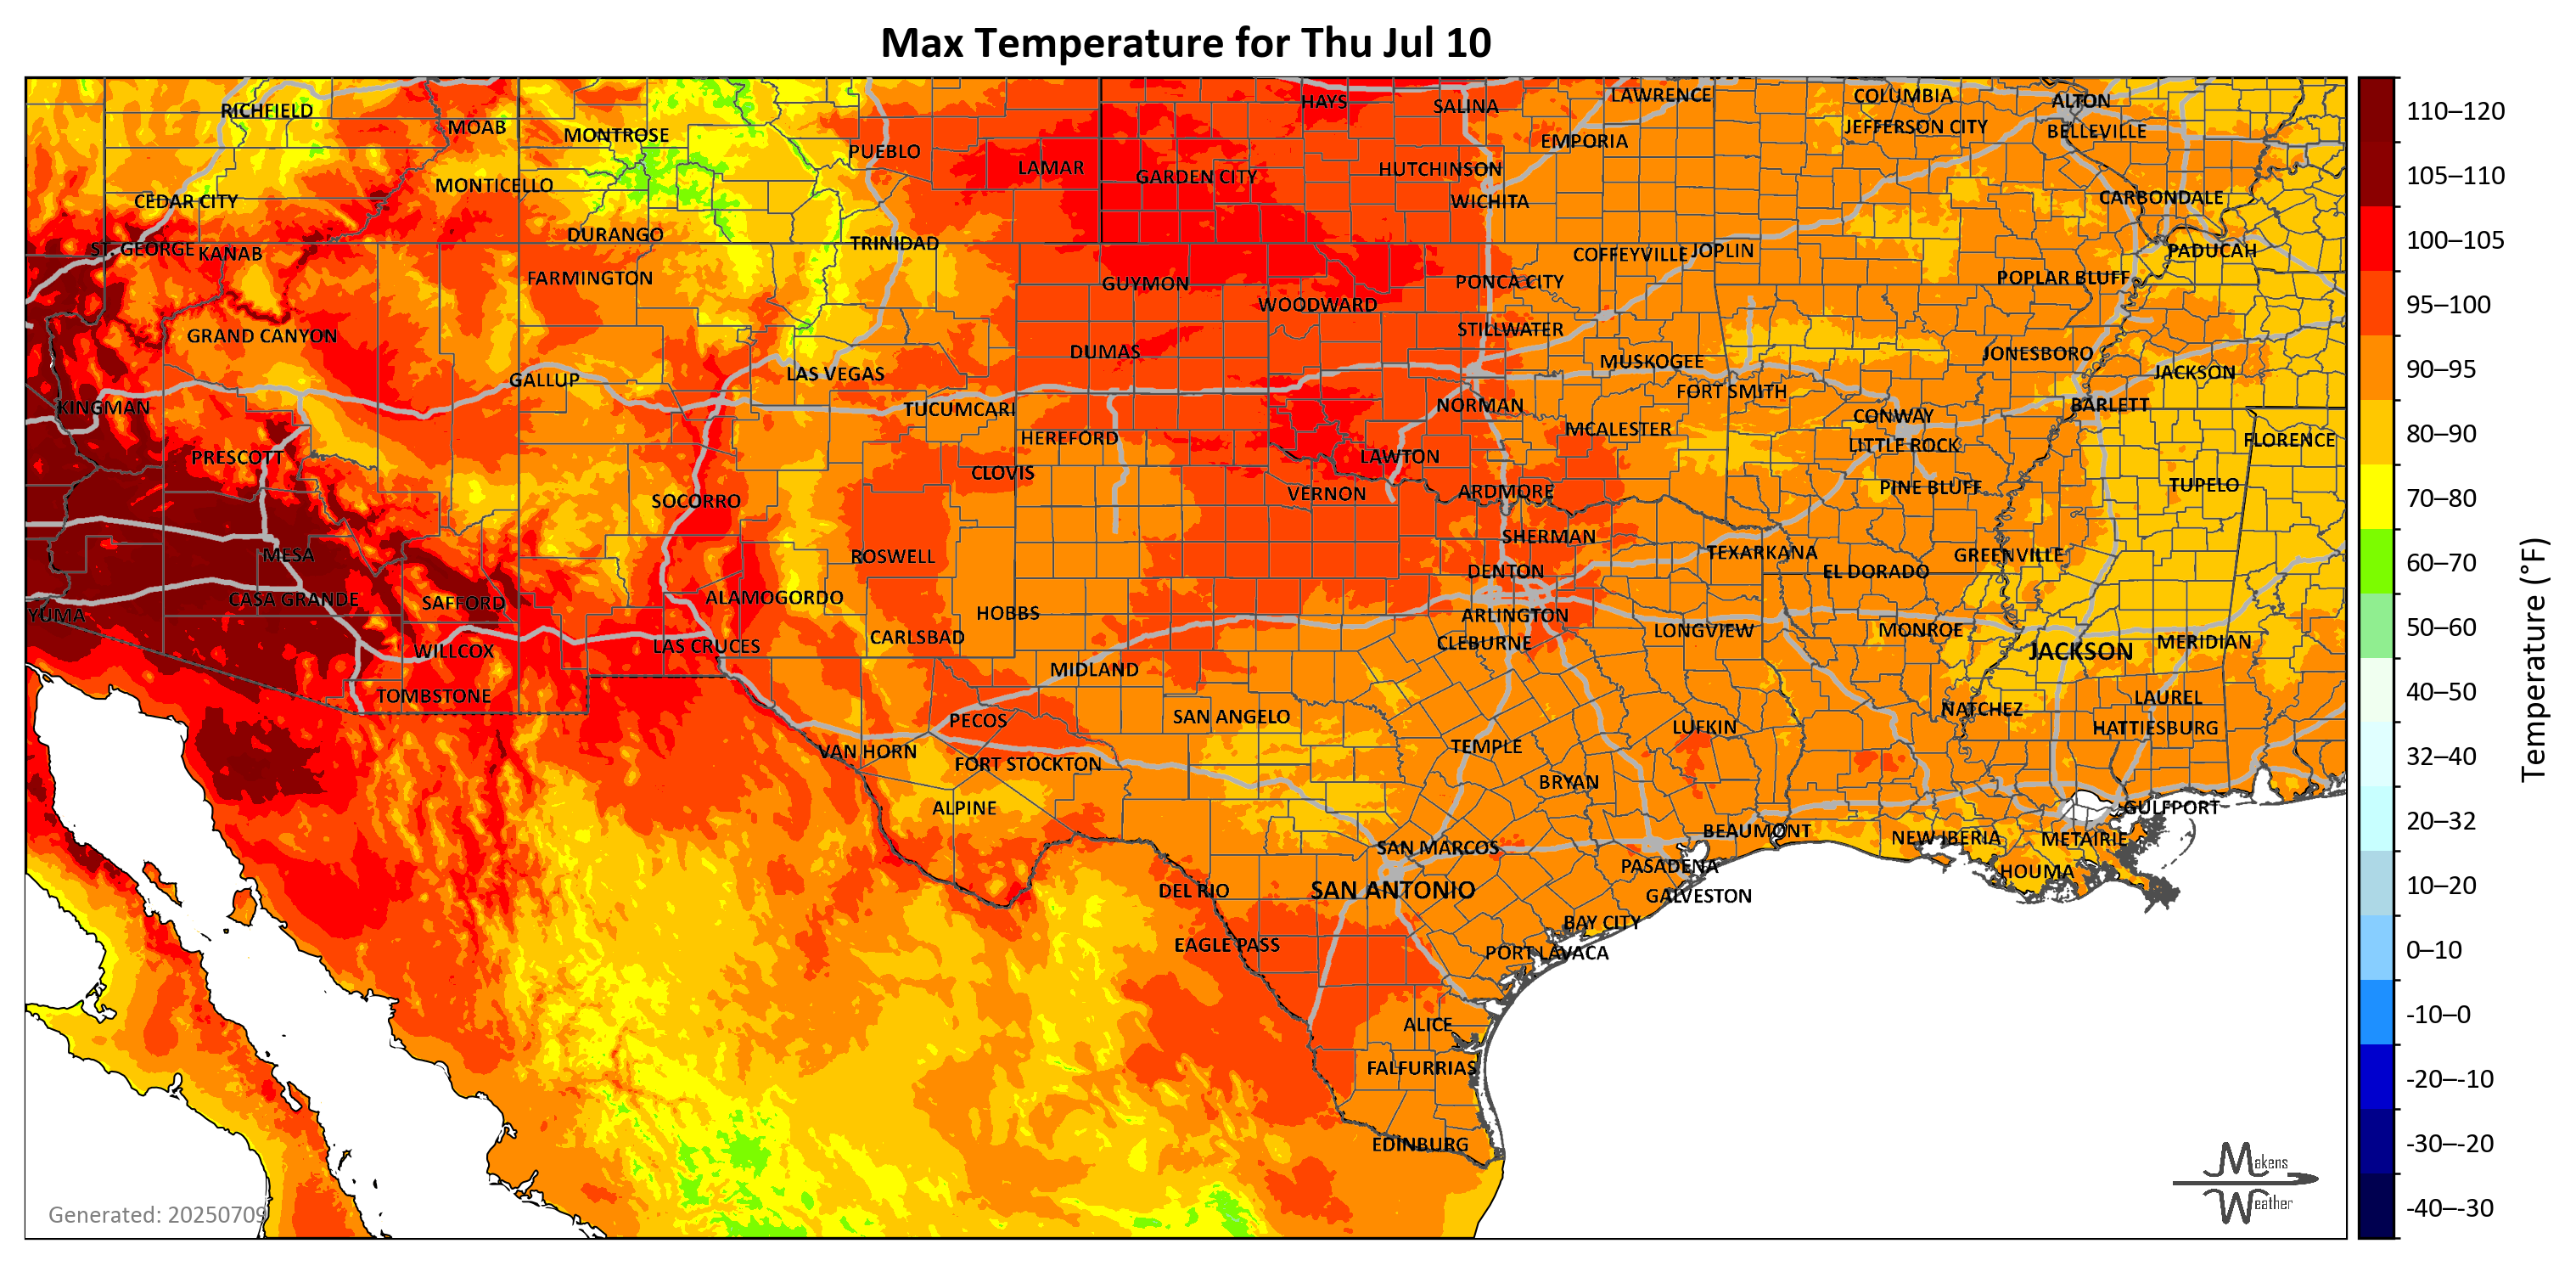 Max Temperature for Thu Jul 10
RICHFIELD
MOAB
MONTROSE
PUEBLO
LAMAR
HAYS
SALINA
LAWRENCE
COLUMBIA
ALTON
EMPORIA
JEFFERSON CITY
BELLEVILLE
GARDEN CITY
HUTCHINSON
CEDAR CITY
MONTICELLO
WICHITA
CARBONDALE
ST. GEORGE
KANAB
DURANGO
TRINIDAD
COFFEYVILLE
JOPLIN
PADUCAH
FARMINGTON
GUYMON
PONCA CITY
POPLAR BLUFF
WOODWARD
GRAND CANYON
STILLWATER
DUMAS
MUSKOGEE
JONESBORO
GALLUP
LAS VEGAS
FORT SMITH
JACKSON
KINGMAN
TUCUMCARI
NORMAN
CONWAY
BARLETT
HEREFORD
MCALESTER
LITTLE ROCK
FLORENCE
PRESCOTT
CLOVIS
LAWTON
SOCORRO
VERNON
ARDMORE
PINE BLUFF
TUPELO
MESA
ROSWELL
SHERMAN
TEXARKANA
GREENVILLE
DENTON
EL DORADO
YUMA
CASA GRANDE
SAFFORD
ALAMOGORDO
HOBBS
ARLINGTON
WILLCOX
LAS CRUCES
CARLSBAD
CLEBURNE
LONGVIEW
MONROE
JACKSON
MERIDIAN
TOMBSTONE
MIDLAND
PECOS
SAN ANGELO
LUFKIN
NATCHEZ
LAUREL
HATTIESBURG
VAN HORN
FORT STOCKTON
TEMPLE
BRYAN
ALPINE
GULFPORT
SAN MARCOS
BEAUMONT
NEW IBERIA
METAIRIE
DEL RIO
SAN ANTONIO
PASADENA
HOUMA
GALVESTON
EAGLE PASS
BAY CITY
PORT LAVACA
ALICE
FALFURRIAS
EDINBURG
Generated: 20250709
Makens
Weather
110–120
105–110
100–105
95–100
90–95
80–90
70–80
60–70
50–60
40–50
32–40
20–32
10–20
0–10
-10–0
-20–-10
-30–-20
-40–-30
Temperature (°F)